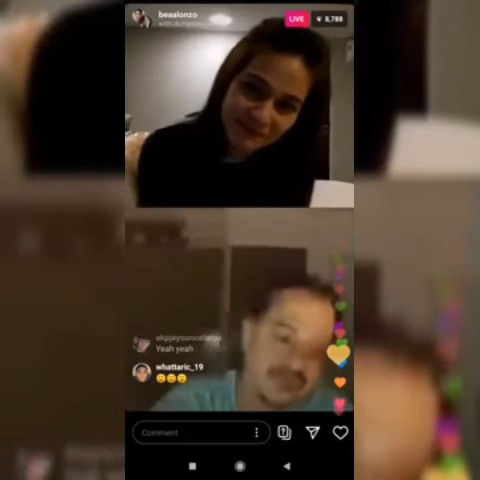 beaalonzo
LIVE
8,788
Yeah yeah
whattaric_19
Comment